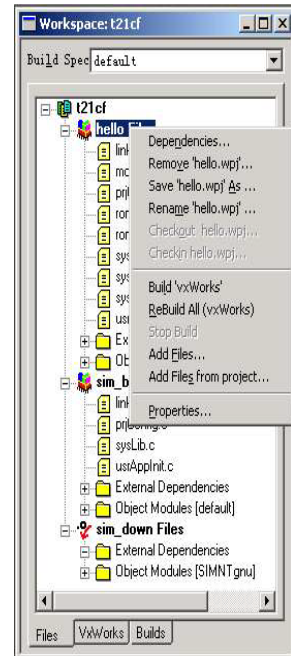 Workspace: t21cf
Build Spec default
t21cf
hello Files
Dependencies...
Remove 'hello.wpj'...
Save 'hello.wpj' As ...
Rename 'hello.wpj' ...
Checkout hello.wpj...
Checkin hello.wpj...
Build 'vxWorks'
ReBuild All (vxWorks)
Stop Build
Add Files...
Add Files from project...
Properties...
sim_b
prjConfig.c
sysLib.c
usrAppInit.c
External Dependencies
Object Modules [default]
sim_down Files
External Dependencies
Object Modules [SIMNTgnu]
Files VxWorks Builds